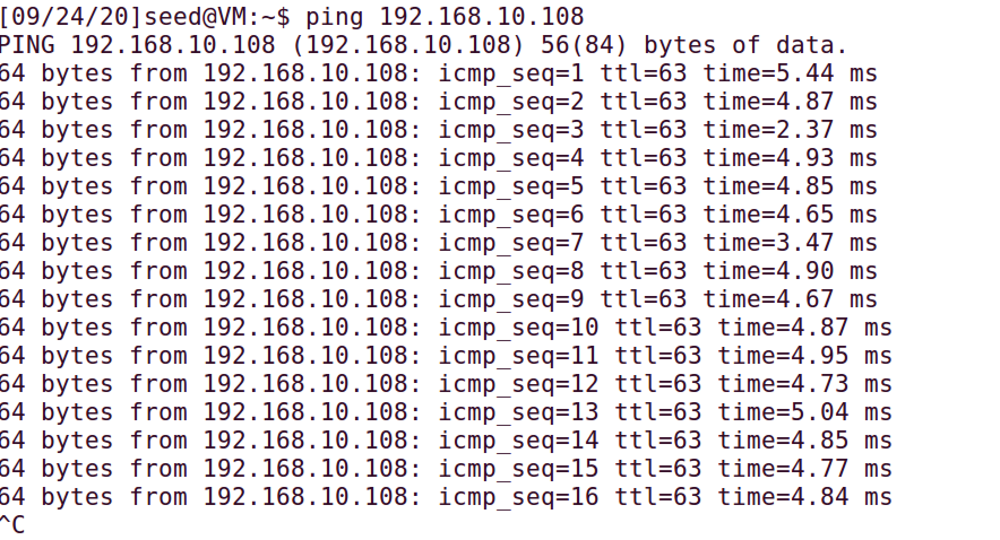 [09/24/20]seed@VM:~$ ping 192.168.10.108
PING 192.168.10.108 (192.168.10.108) 56(84) bytes of data.
64 bytes from 192.168.10.108: icmp_seq=1 ttl=63 time=5.44 ms
64 bytes from 192.168.10.108: icmp_seq=2 ttl=63 time=4.87 ms
64 bytes from 192.168.10.108: icmp_seq=3 ttl=63 time=2.37 ms
64 bytes from 192.168.10.108: icmp_seq=4 ttl=63 time=4.93 ms
64 bytes from 192.168.10.108: icmp_seq=5 ttl=63 time=4.85 ms
64 bytes from 192.168.10.108: icmp_seq=6 ttl=63 time=4.65 ms
64 bytes from 192.168.10.108: icmp_seq=7 ttl=63 time=3.47 ms
64 bytes from 192.168.10.108: icmp_seq=8 ttl=63 time=4.90 ms
64 bytes from 192.168.10.108: icmp_seq=9 ttl=63 time=4.67 ms
64 bytes from 192.168.10.108: icmp_seq=10 ttl=63 time=4.87 ms
64 bytes from 192.168.10.108: icmp_seq=11 ttl=63 time=4.95 ms
64 bytes from 192.168.10.108: icmp_seq=12 ttl=63 time=4.73 ms
64 bytes from 192.168.10.108: icmp_seq=13 ttl=63 time=5.04 ms
64 bytes from 192.168.10.108: icmp_seq=14 ttl=63 time=4.85 ms
64 bytes from 192.168.10.108: icmp_seq=15 ttl=63 time=4.77 ms
64 bytes from 192.168.10.108: icmp_seq=16 ttl=63 time=4.84 ms
^C